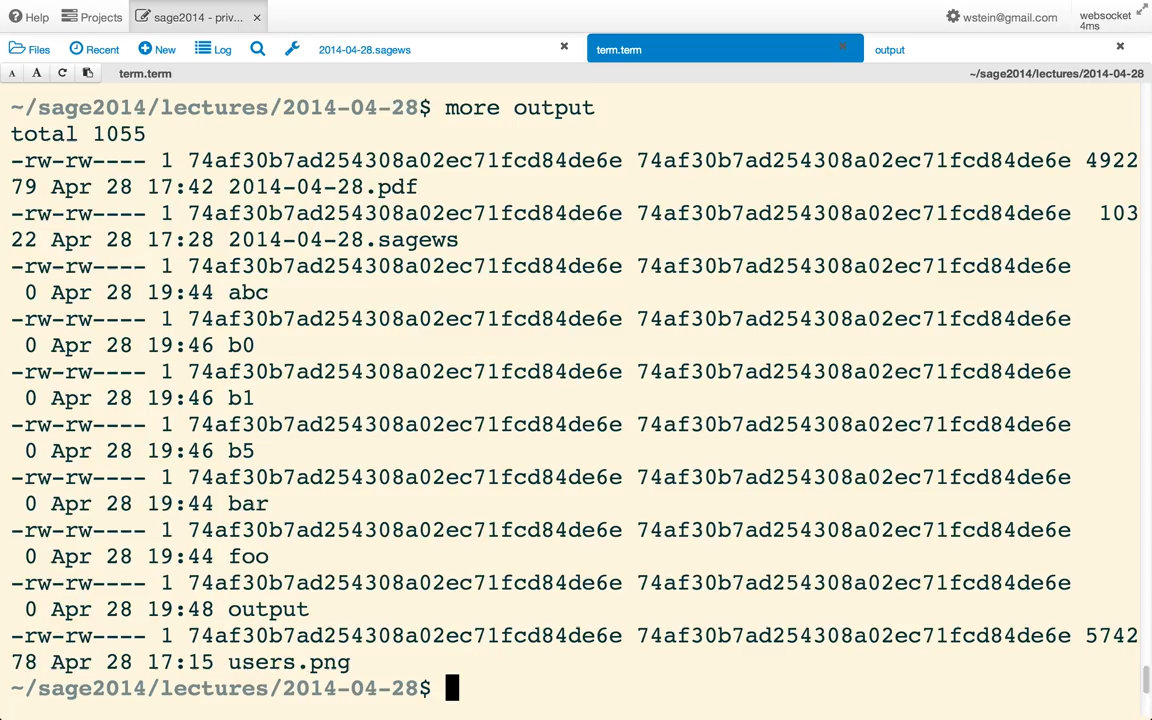 Help Projects sage2014 - priv... × wstein@gmail.com websocket 4ms
Files Recent New Log 2014-04-28.sagews × term.term × output ×
A A C term.term ~/sage2014/lectures/2014-04-28
~/sage2014/lectures/2014-04-28$ more output
total 1055
-rw-rw---- 1 74af30b7ad254308a02ec71fcd84de6e 74af30b7ad254308a02ec71fcd84de6e 4922
79 Apr 28 17:42 2014-04-28.pdf
-rw-rw---- 1 74af30b7ad254308a02ec71fcd84de6e 74af30b7ad254308a02ec71fcd84de6e  103
22 Apr 28 17:28 2014-04-28.sagews
-rw-rw---- 1 74af30b7ad254308a02ec71fcd84de6e 74af30b7ad254308a02ec71fcd84de6e
 0 Apr 28 19:44 abc
-rw-rw---- 1 74af30b7ad254308a02ec71fcd84de6e 74af30b7ad254308a02ec71fcd84de6e
 0 Apr 28 19:46 b0
-rw-rw---- 1 74af30b7ad254308a02ec71fcd84de6e 74af30b7ad254308a02ec71fcd84de6e
 0 Apr 28 19:46 b1
-rw-rw---- 1 74af30b7ad254308a02ec71fcd84de6e 74af30b7ad254308a02ec71fcd84de6e
 0 Apr 28 19:46 b5
-rw-rw---- 1 74af30b7ad254308a02ec71fcd84de6e 74af30b7ad254308a02ec71fcd84de6e
 0 Apr 28 19:44 bar
-rw-rw---- 1 74af30b7ad254308a02ec71fcd84de6e 74af30b7ad254308a02ec71fcd84de6e
 0 Apr 28 19:44 foo
-rw-rw---- 1 74af30b7ad254308a02ec71fcd84de6e 74af30b7ad254308a02ec71fcd84de6e
 0 Apr 28 19:48 output
-rw-rw---- 1 74af30b7ad254308a02ec71fcd84de6e 74af30b7ad254308a02ec71fcd84de6e 5742
78 Apr 28 17:15 users.png
~/sage2014/lectures/2014-04-28$